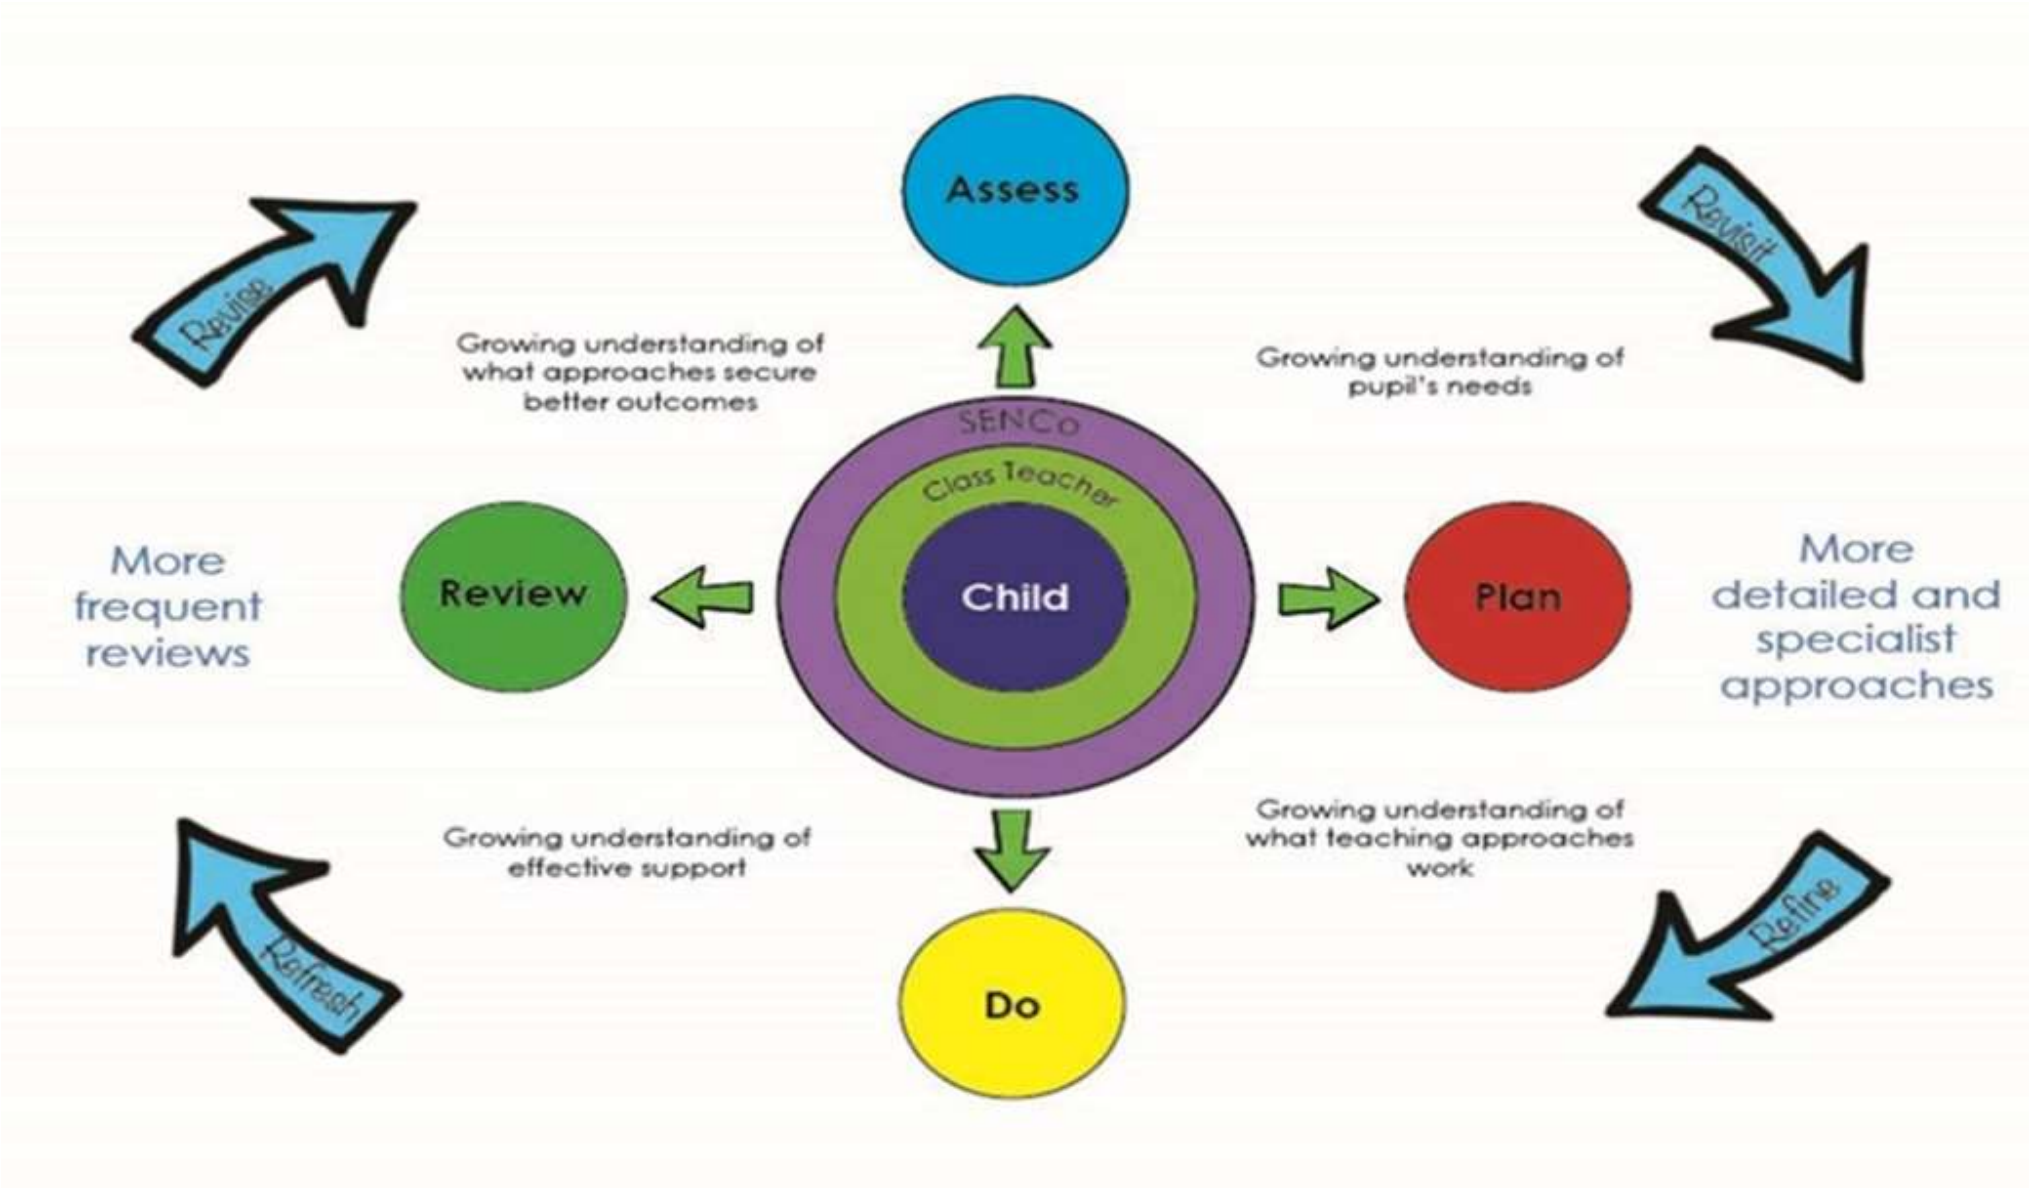 Assess
Revisit
Revise
Growing understanding of
what approaches secure
better outcomes
Growing understanding of
pupil's needs
SENCo
Class Teacher
Child
Review
Plan
More
frequent
reviews
More
detailed and
specialist
approaches
Growing understanding of
effective support
Growing understanding of
what teaching approaches
work
Refresh
Refine
Do